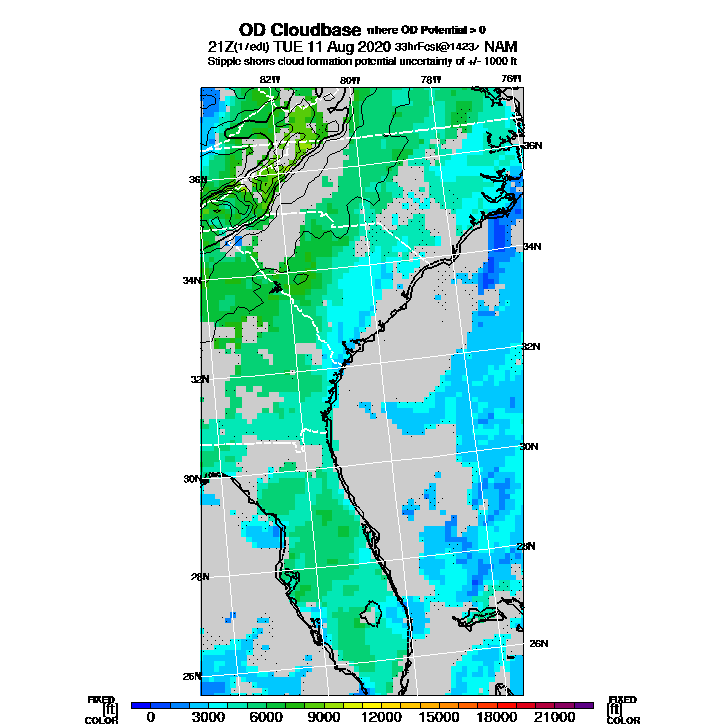 OD Cloudbase where OD Potential > 0
21Z(17edt) TUE 11 Aug 2020 33hrFcst@1423z NAM
Stipple shows cloud formation potential uncertainty of +/- 1000 ft
82W 80W 78W 76W
36N
36N
34N
34N
32N
32N
30N
30N
28N
28N
26N
26N
FIXED FIXED
[ft] [ft]
COLOR COLOR
0 3000 6000 9000 12000 15000 18000 21000